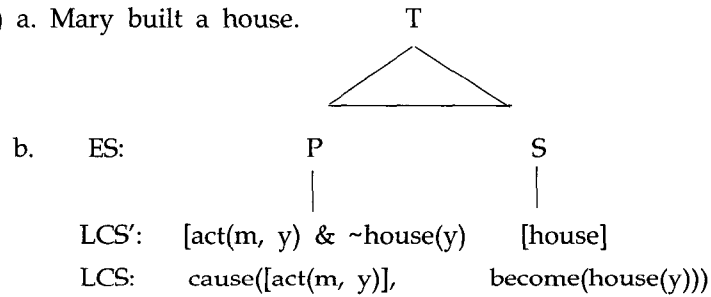 ) a. Mary built a house. T
b. ES: P S
LCS′: [act(m, y) & ~house(y) [house]
LCS: cause([act(m, y)], become(house(y)))